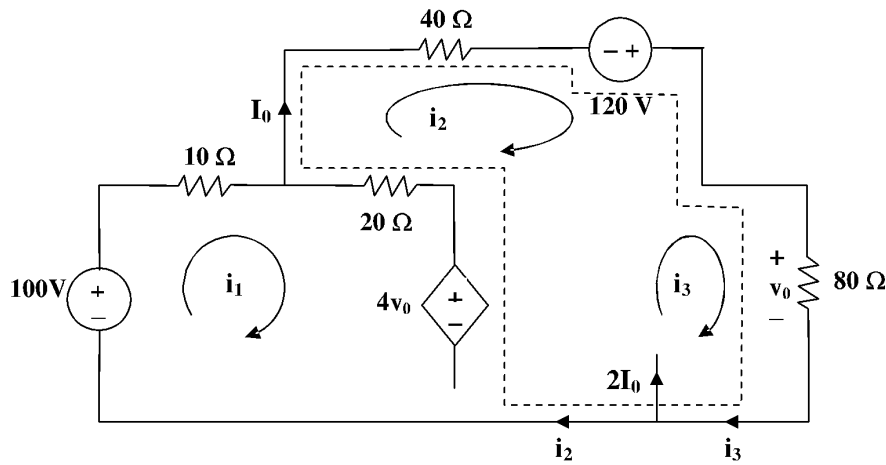 40 Ω
− +
120 V
I₀
i₂
10 Ω
20 Ω
100V
+
−
i₁
4v₀
+
−
i₃
+
v₀
−
80 Ω
2I₀
i₂
i₃